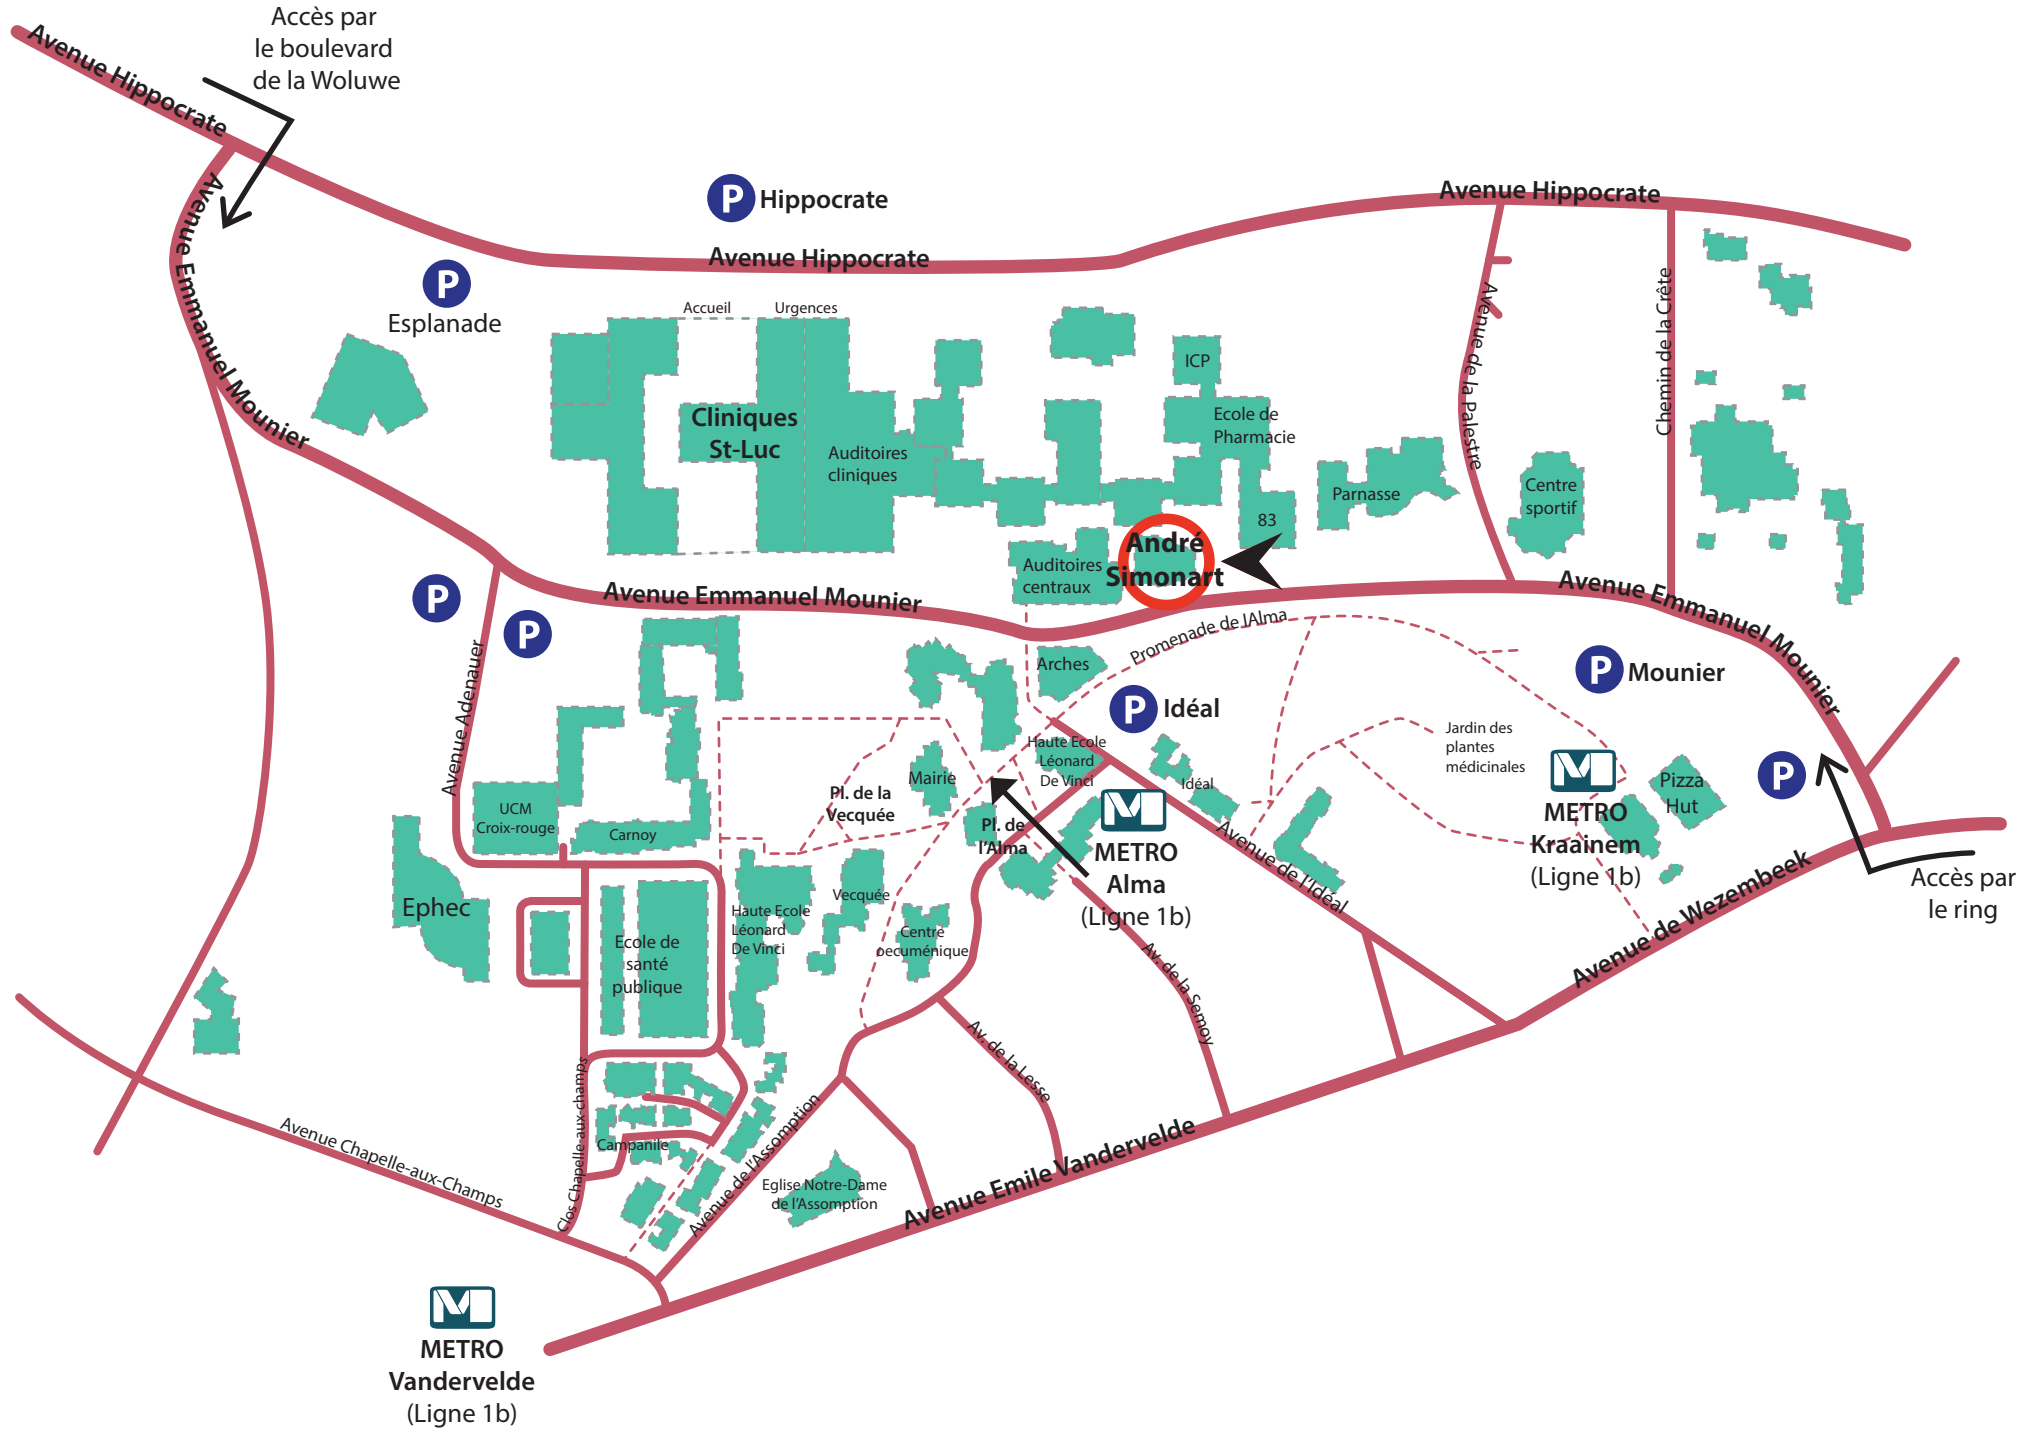 Accès par
le boulevard
de la Woluwe
Avenue Hippocrate
P Hippocrate
Avenue Hippocrate
Avenue Hippocrate
Avenue Emmanuel Mounier
P
Esplanade
Accueil
Urgences
Cliniques
St-Luc
Auditoires
cliniques
ICP
Ecole de
Pharmacie
83
Parnasse
Avenue de la Palestre
Centre
sportif
Chemin de la Crête
André
Simonart
Auditoires
centraux
Avenue Emmanuel Mounier
Avenue Emmanuel Mounier
P
P
Avenue Adenauer
Promenade de lAlma
Arches
P Idéal
P Mounier
Jardin des
plantes
médicinales
Haute Ecole
Léonard
De Vinci
Idéal
Mairie
Pl. de la
Vecquée
Pl. de
l'Alma
METRO
Alma
(Ligne 1b)
METRO
Kraainem
(Ligne 1b)
Pizza
Hut
P
Accès par
le ring
UCM
Croix-rouge
Carnoy
Ephec
Ecole de
santé
publique
Haute Ecole
Léonard
De Vinci
Vecquée
Centre
oecuménique
Avenue de l'Idéal
Av. de la Semoy
Av. de la Lesse
Avenue de Wezembeek
Avenue Emile Vandervelde
Avenue de l'Assomption
Eglise Notre-Dame
de l'Assomption
Campanile
Clos Chapelle-aux-champs
Avenue Chapelle-aux-Champs
METRO
Vandervelde
(Ligne 1b)